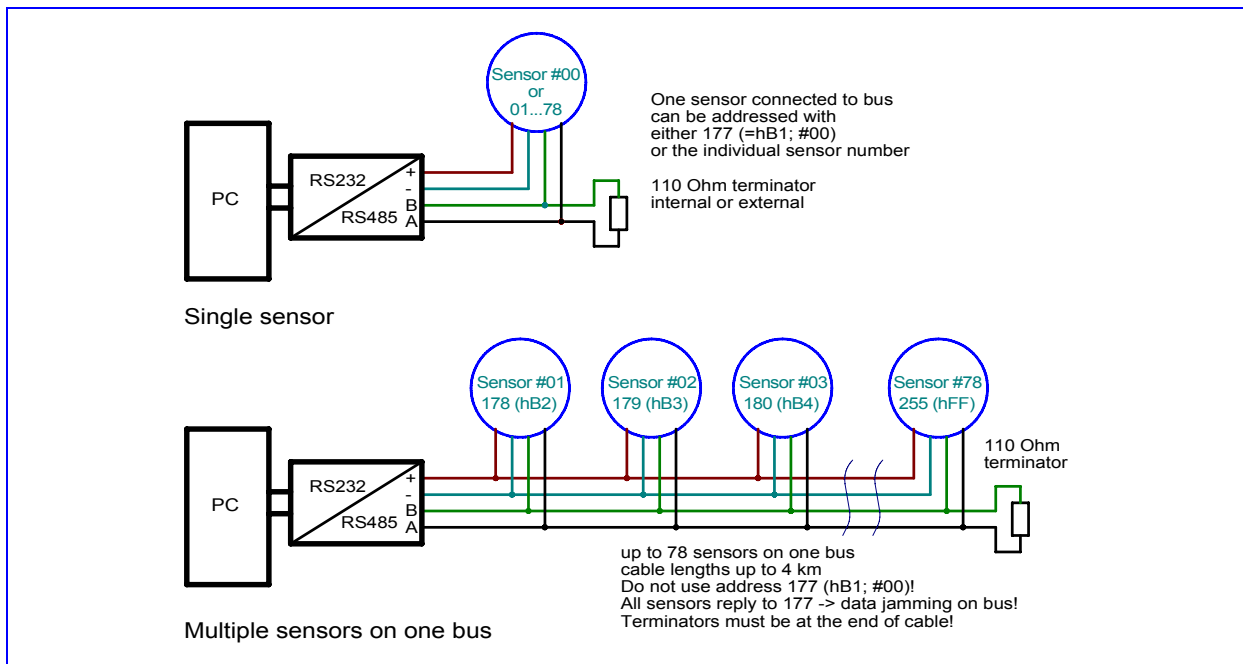 Sensor #00
or
01...78
One sensor connected to bus
can be addressed with
either 177 (=hB1; #00)
or the individual sensor number
110 Ohm terminator
internal or external
PC
RS232
RS485
+
-
B
A
Single sensor
Sensor #01
178 (hB2)
Sensor #02
179 (hB3)
Sensor #03
180 (hB4)
Sensor #78
255 (hFF)
110 Ohm
terminator
PC
RS232
RS485
+
-
B
A
up to 78 sensors on one bus
cable lengths up to 4 km
Do not use address 177 (hB1; #00)!
All sensors reply to 177 -> data jamming on bus!
Terminators must be at the end of cable!
Multiple sensors on one bus